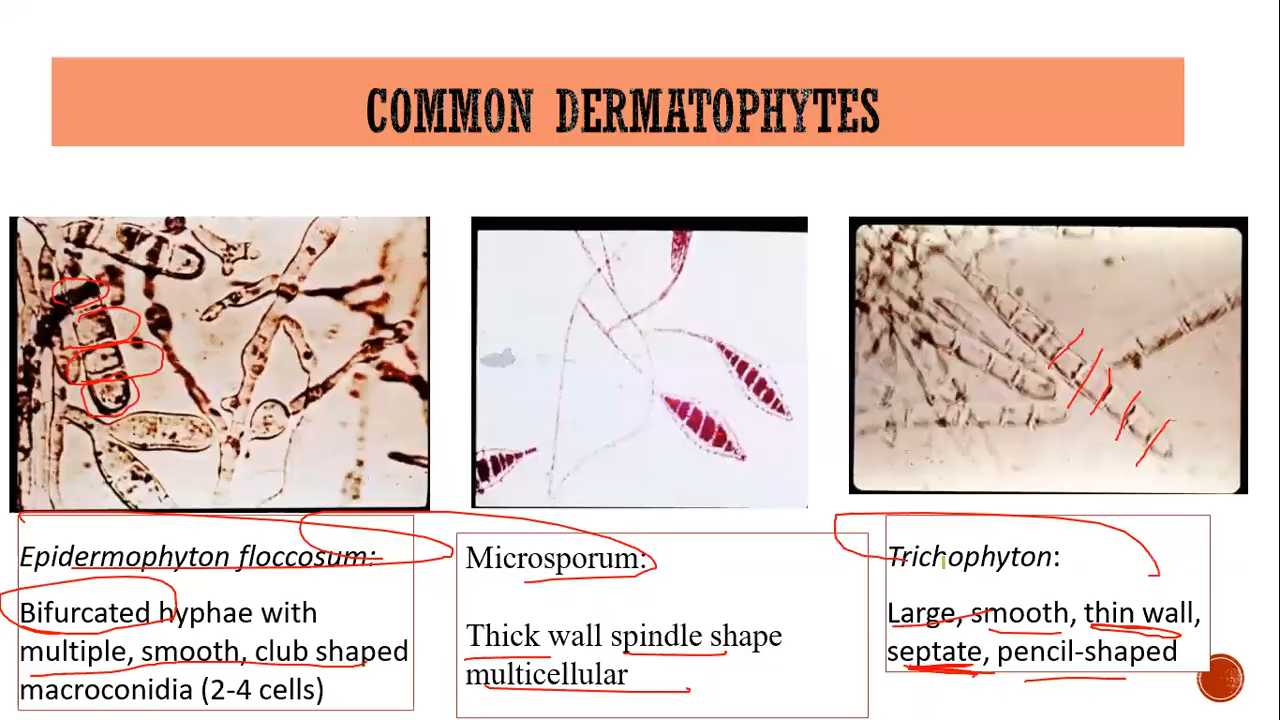 COMMON DERMATOPHYTES
Epidermophyton floccosum:
Bifurcated hyphae with
multiple, smooth, club shaped
macroconidia (2-4 cells)
Microsporum:
Thick wall spindle shape
multicellular
Trichophyton:
Large, smooth, thin wall,
septate, pencil-shaped